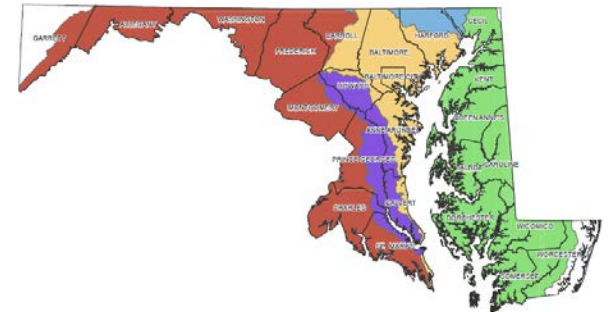 CECIL
WASHINGTON
ALLEGANY
CARROLL
HARFORD
GARRETT
FREDERICK
BALTIMORE
BALTIMORE CITY
KENT
HOWARD
MONTGOMERY
QUEEN ANNES
ANNE ARUNDEL
PRINCE GEORGES
CAROLINE
CALVERT
CHARLES
DORCHESTER
WICOMICO
ST. MARYS
WORCESTER
SOMERSET